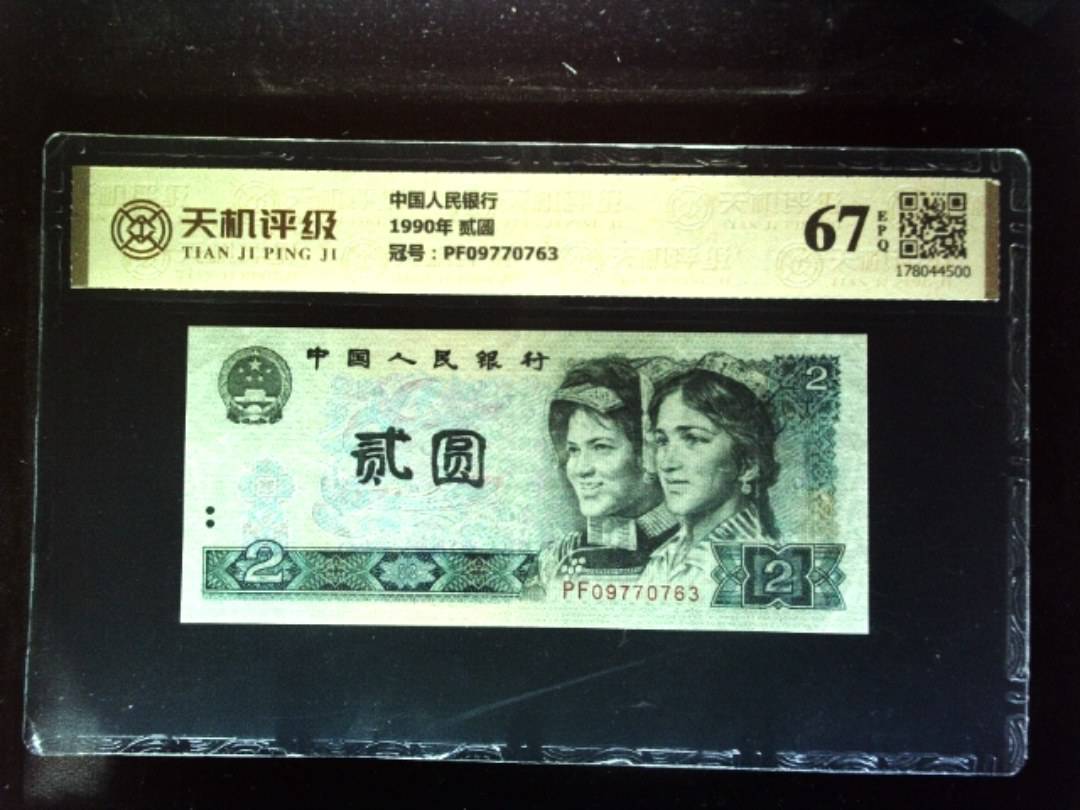 天机评级
TIAN JI PING JI
中国人民银行
1990年 贰圆
冠号：PF09770763
67
EPQ
178044500
中国人民银行
2
贰圆
2
PF09770763
2